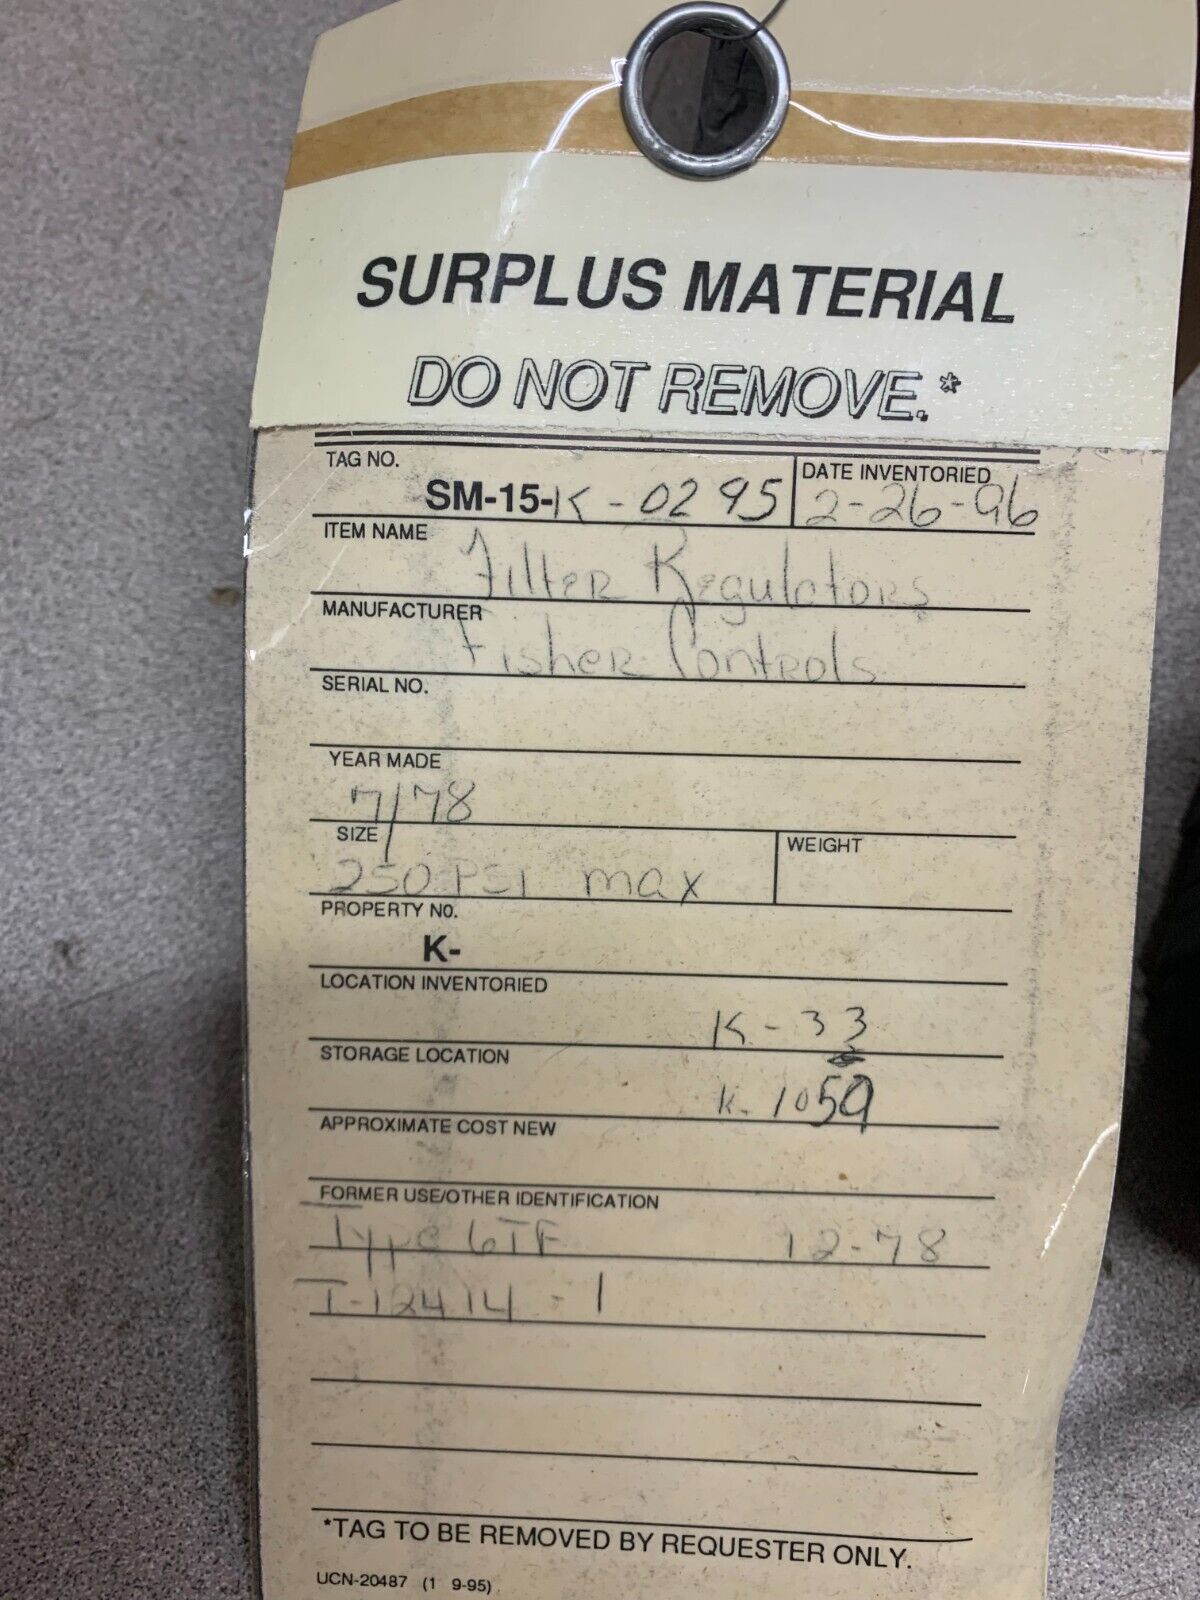 SURPLUS MATERIAL
DO NOT REMOVE.*
TAG NO. DATE INVENTORIED
SM-15-K-0295 2-26-96
ITEM NAME
Filter Regulators
MANUFACTURER
Fisher Controls
SERIAL NO.
YEAR MADE
7/78
SIZE WEIGHT
250 PSI max
PROPERTY NO.
K-
LOCATION INVENTORIED
K-33
STORAGE LOCATION
K-1059
APPROXIMATE COST NEW
FORMER USE/OTHER IDENTIFICATION
Type 6TF 12-78
T-12414-1
*TAG TO BE REMOVED BY REQUESTER ONLY.
UCN-20487 (1 9-95)